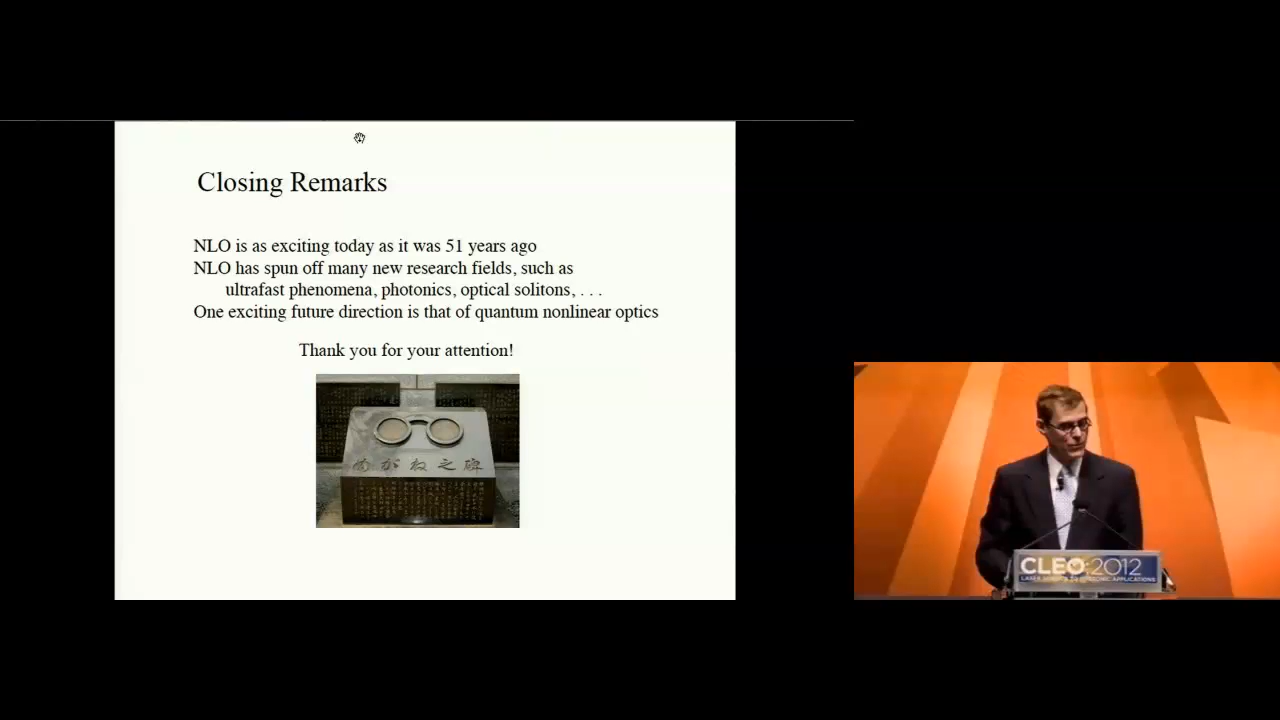 Closing Remarks
NLO is as exciting today as it was 51 years ago
NLO has spun off many new research fields, such as
ultrafast phenomena, photonics, optical solitons, . . .
One exciting future direction is that of quantum nonlinear optics
Thank you for your attention!
めがね之碑
CLEO:2012